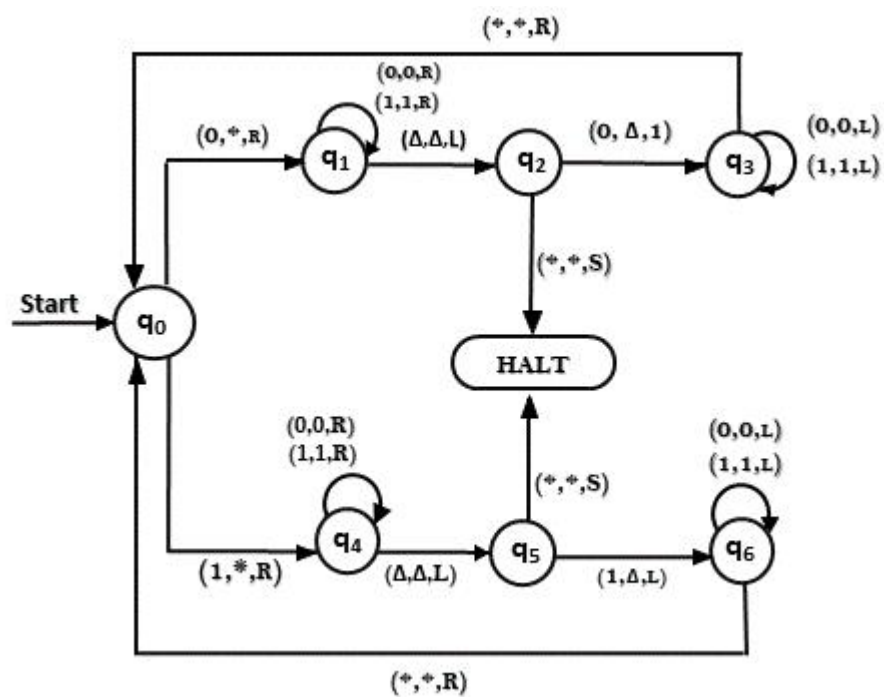 (*,*,R)
(0,0,R)
(1,1,R)
(0,*,R)
(Δ,Δ,L)
(0, Δ,1)
(0,0,L)
(1,1,L)
q1
q2
q3
(*,*,S)
Start
q0
HALT
(0,0,R)
(1,1,R)
(*,*,S)
(0,0,L)
(1,1,L)
q4
q5
q6
(1,*,R)
(Δ,Δ,L)
(1,Δ,L)
(*,*,R)